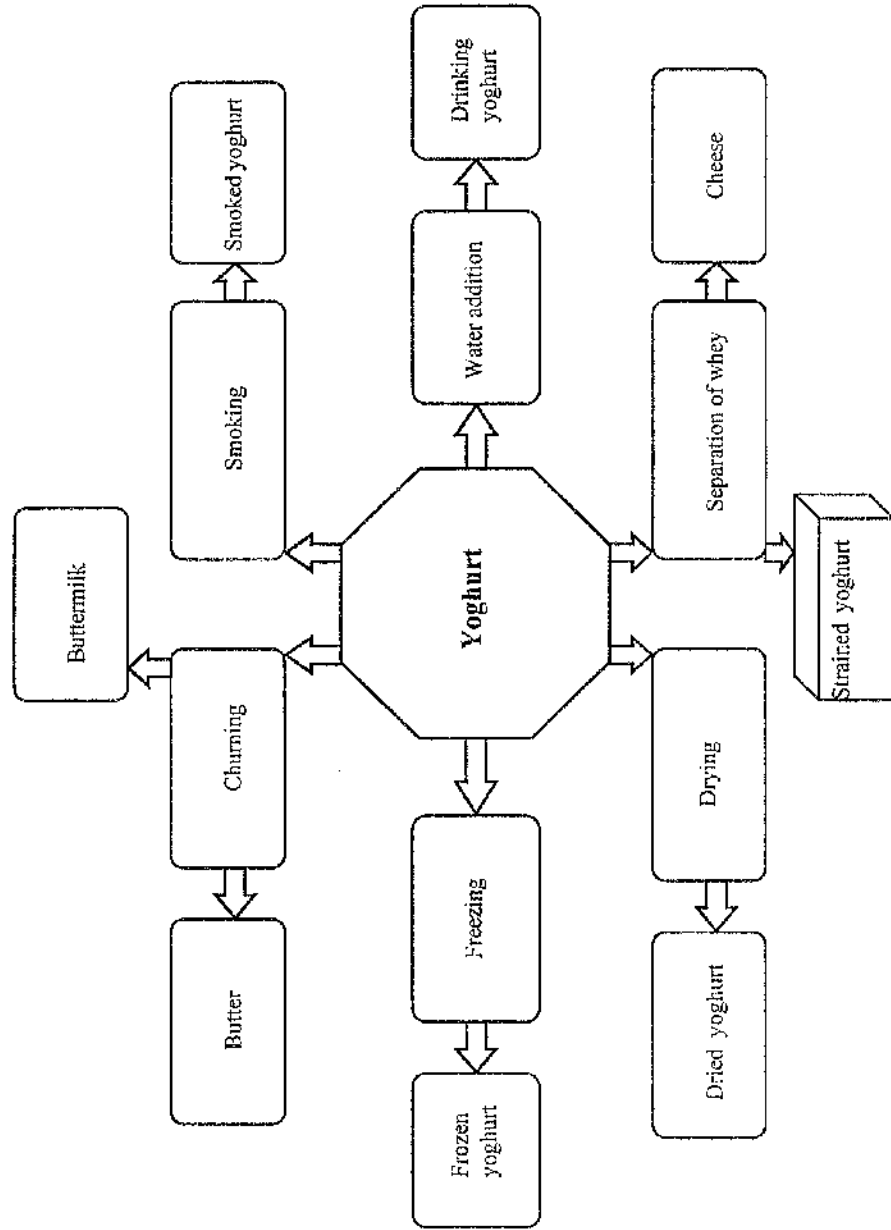 Buttermilk
Butter
Churning
Smoking
Smoked yoghurt
Frozen
yoghurt
Freezing
Yoghurt
Water addition
Drinking
yoghurt
Dried yoghurt
Drying
Separation of whey
Cheese
Strained yoghurt